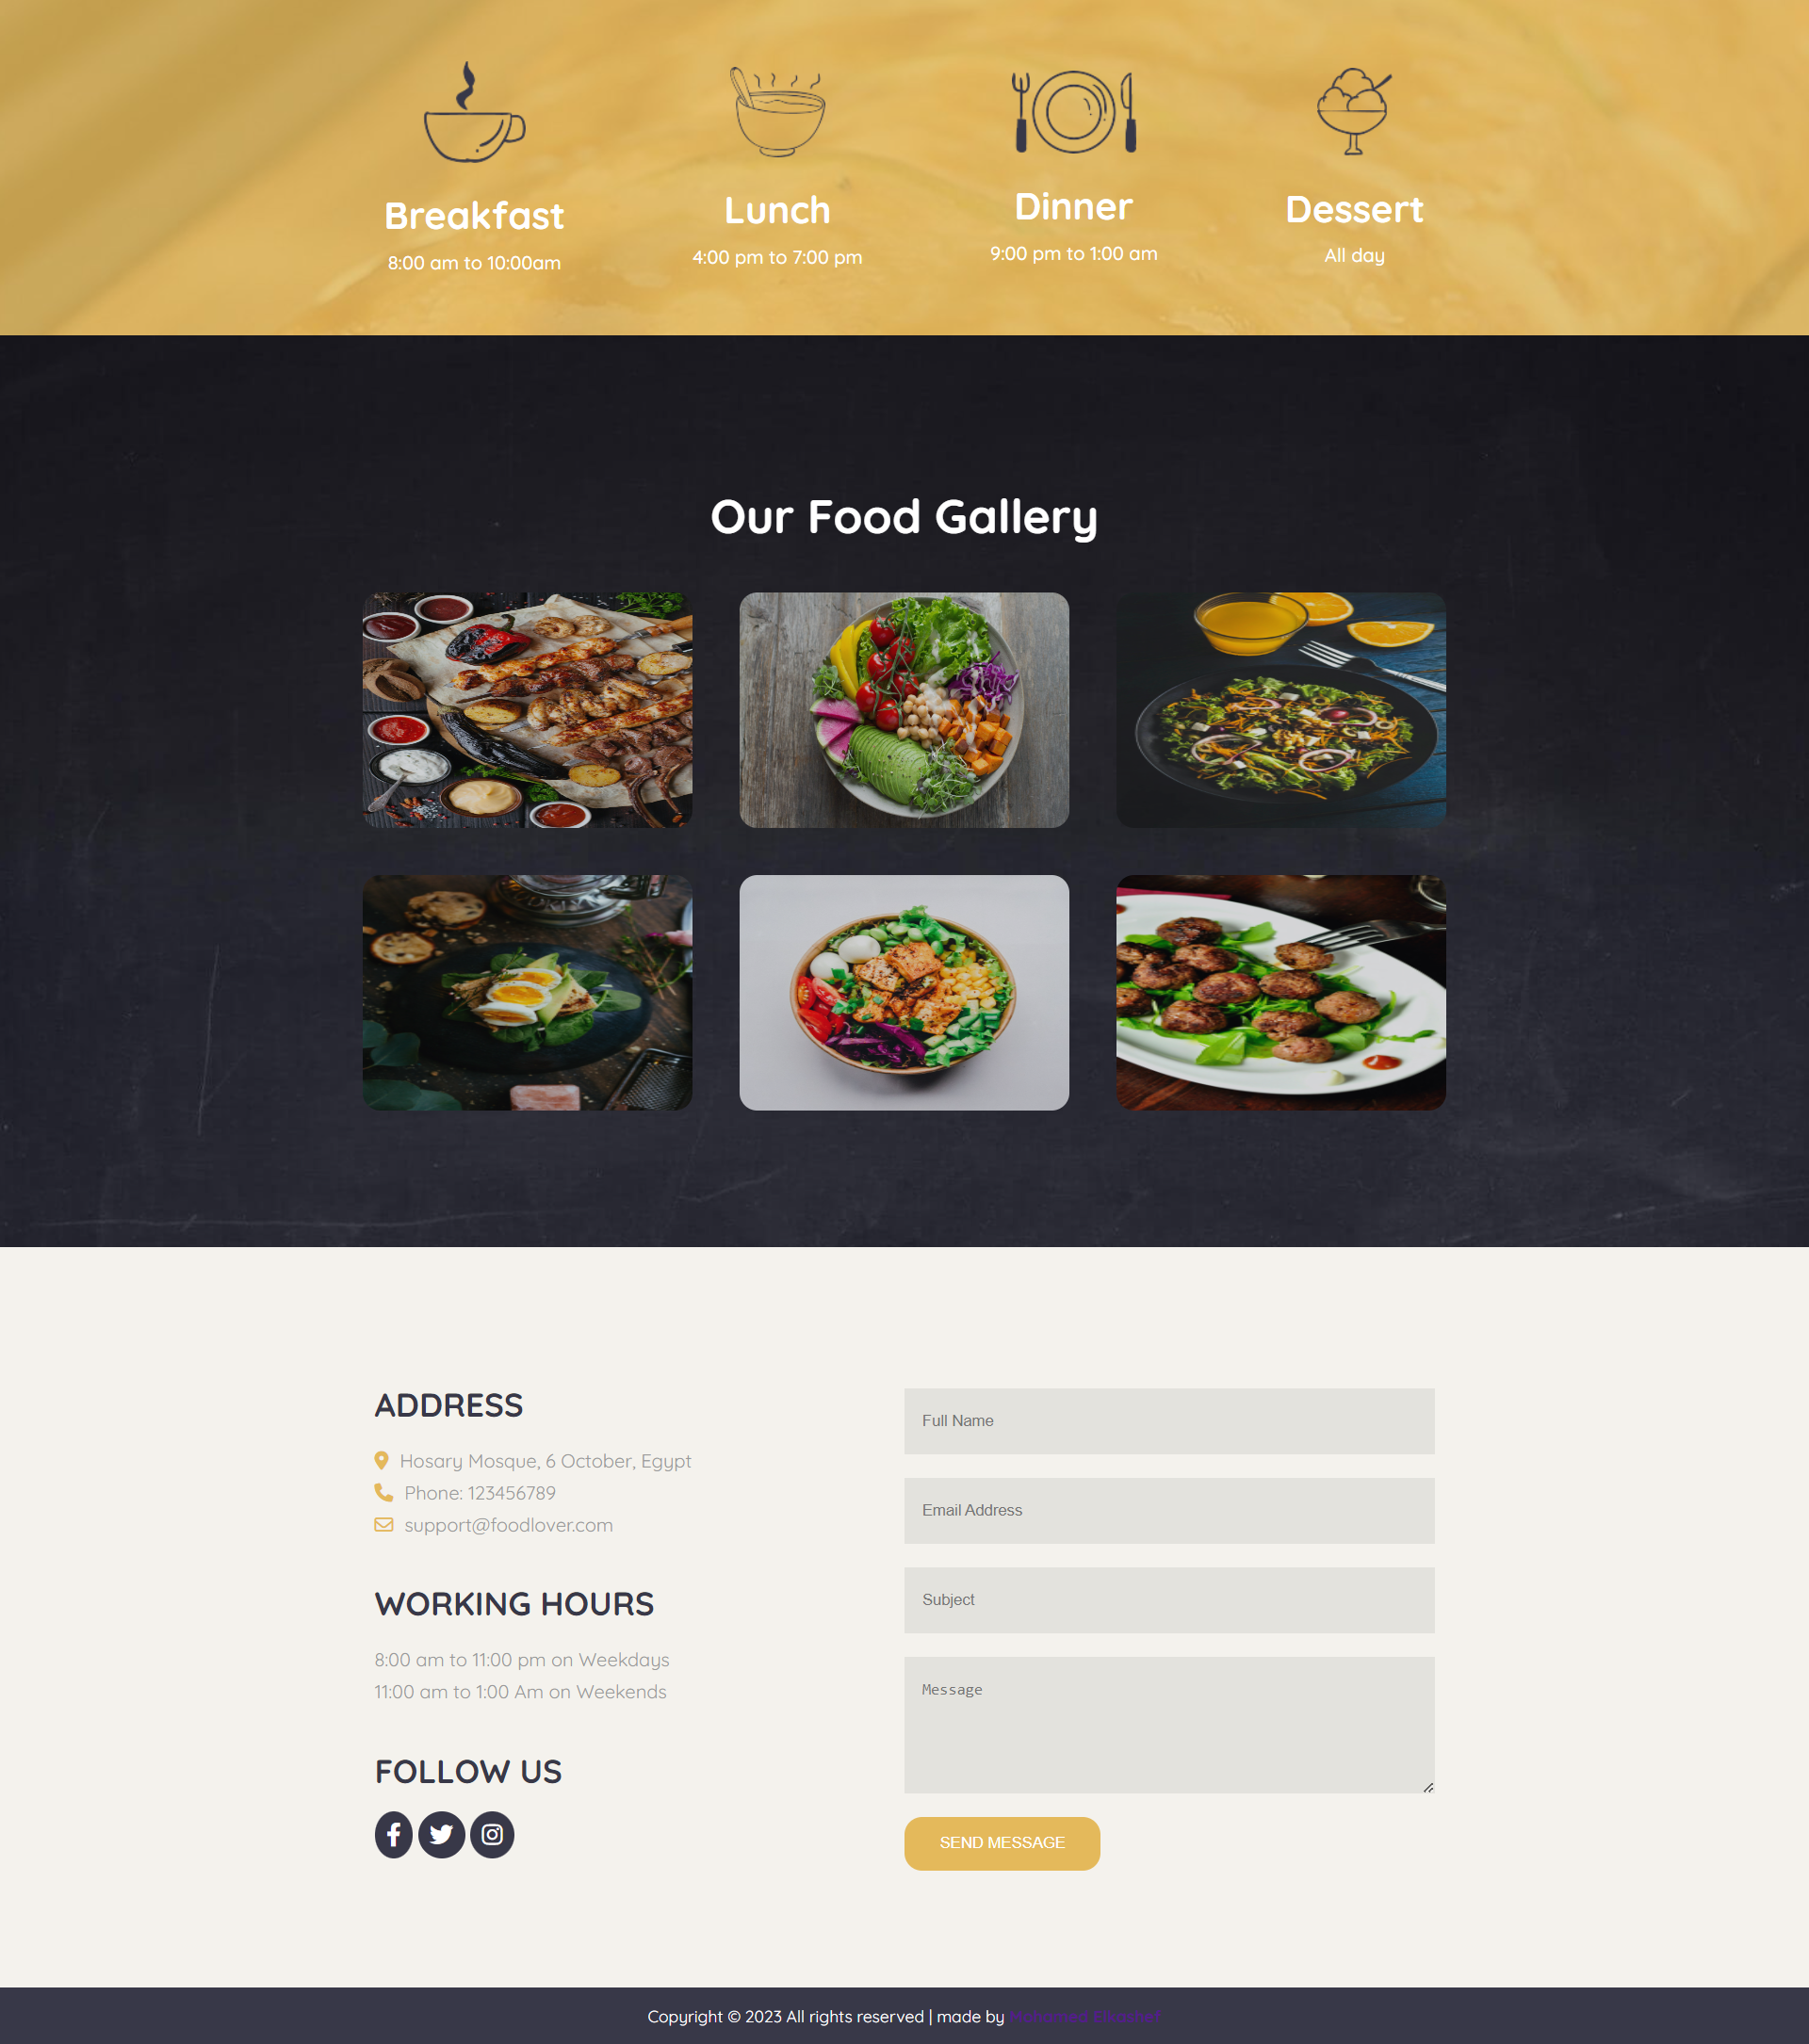 Breakfast
8:00 am to 10:00am
Lunch
4:00 pm to 7:00 pm
Dinner
9:00 pm to 1:00 am
Dessert
All day
Our Food Gallery
ADDRESS
Hosary Mosque, 6 October, Egypt
Phone: 123456789
support@foodlover.com
WORKING HOURS
8:00 am to 11:00 pm on Weekdays
11:00 am to 1:00 Am on Weekends
FOLLOW US
Full Name
Email Address
Subject
Message
SEND MESSAGE
Copyright © 2023 All rights reserved | made by Mohamed